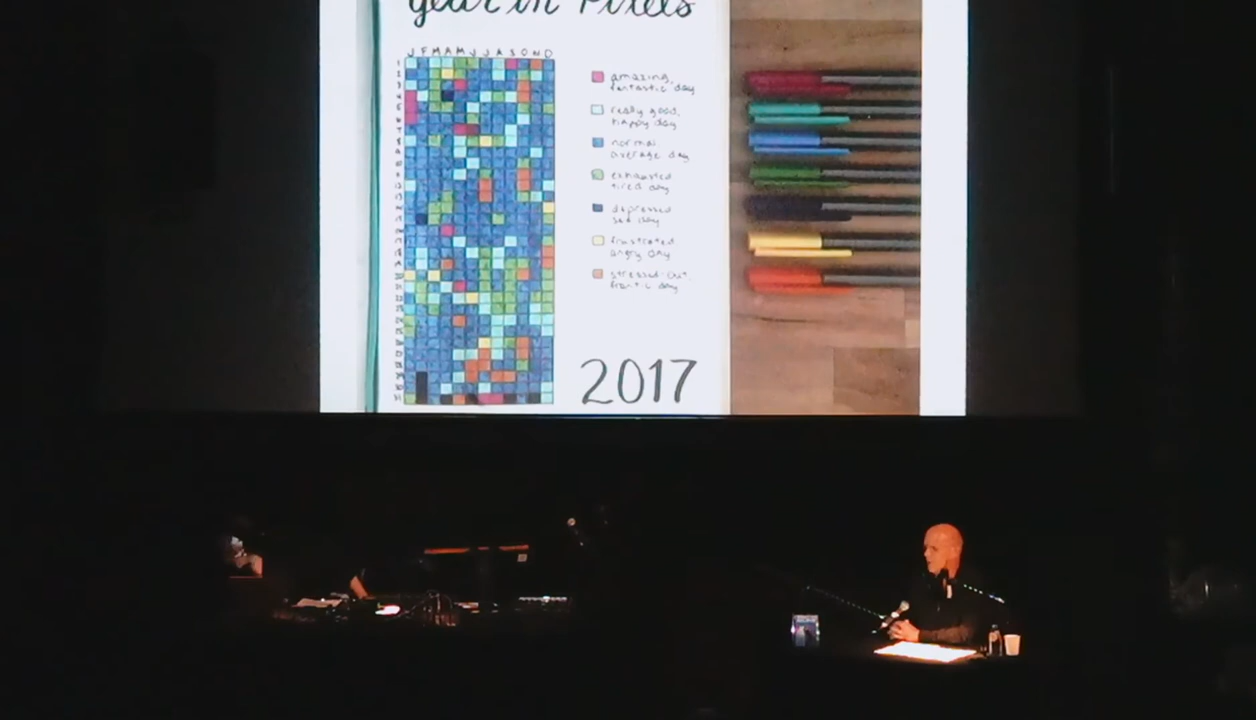 year in Pixels
J F M A M J J A S O N D
amazing,
fantastic day
really good,
happy day
normal
average day
exhausted
tired day
depressed
sad day
frustrated
angry day
stressed-out
frantic day
2017